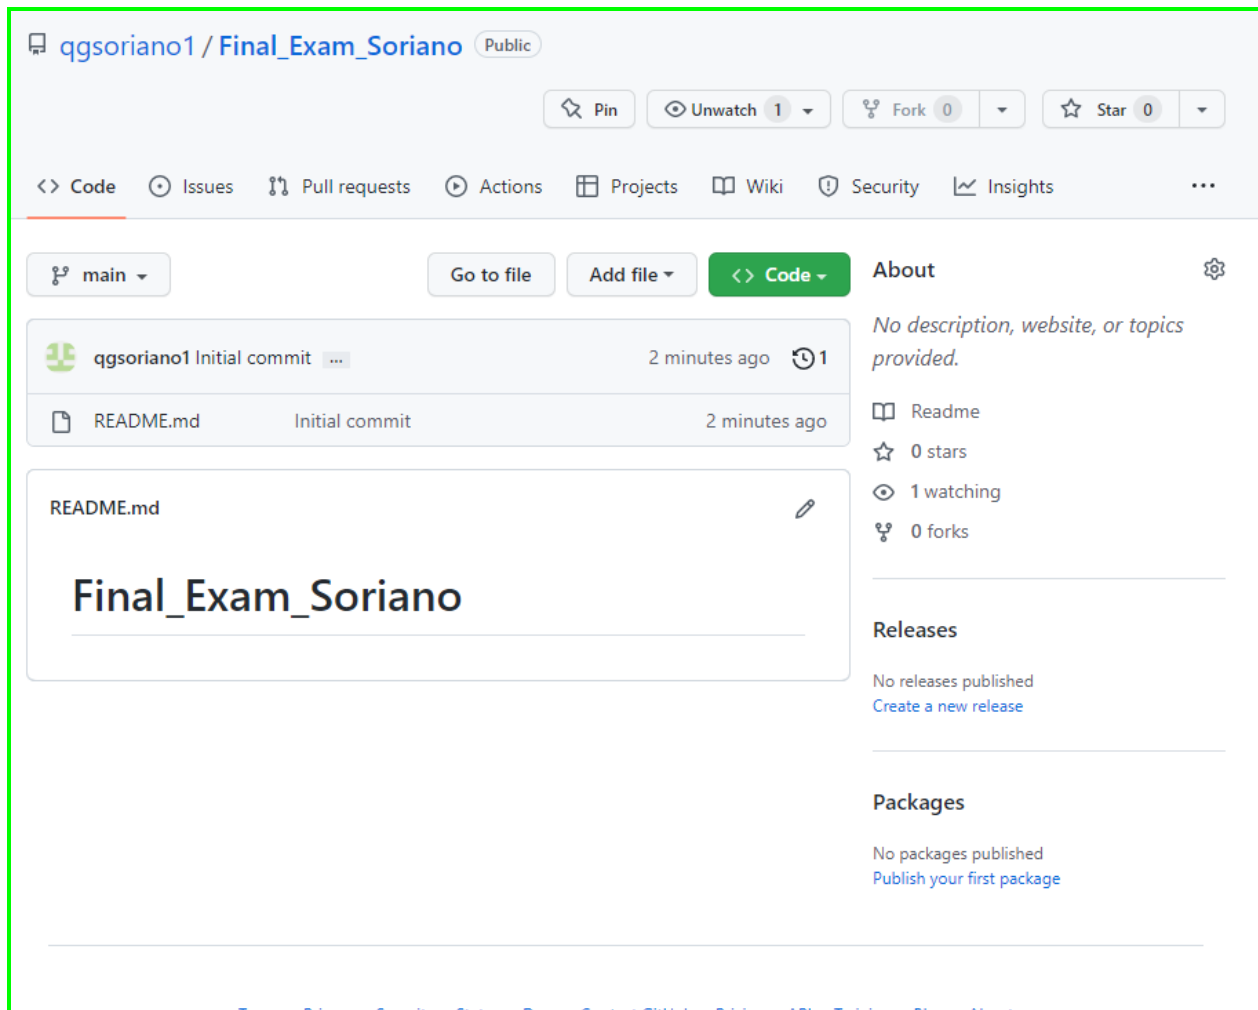 qgsoriano1 / Final_Exam_Soriano Public
Pin Unwatch 1 Fork 0 Star 0
<> Code Issues Pull requests Actions Projects Wiki Security Insights ...
main Go to file Add file <> Code
qgsoriano1 Initial commit ... 2 minutes ago 1
README.md Initial commit 2 minutes ago
README.md
Final_Exam_Soriano
About
No description, website, or topics
provided.
Readme
0 stars
1 watching
0 forks
Releases
No releases published
Create a new release
Packages
No packages published
Publish your first package